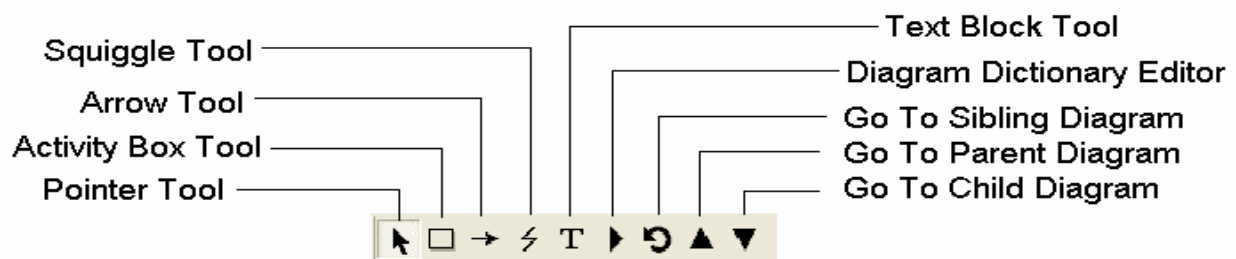 Text Block Tool
Squiggle Tool
Diagram Dictionary Editor
Arrow Tool
Go To Sibling Diagram
Activity Box Tool
Go To Parent Diagram
Pointer Tool
Go To Child Diagram
T